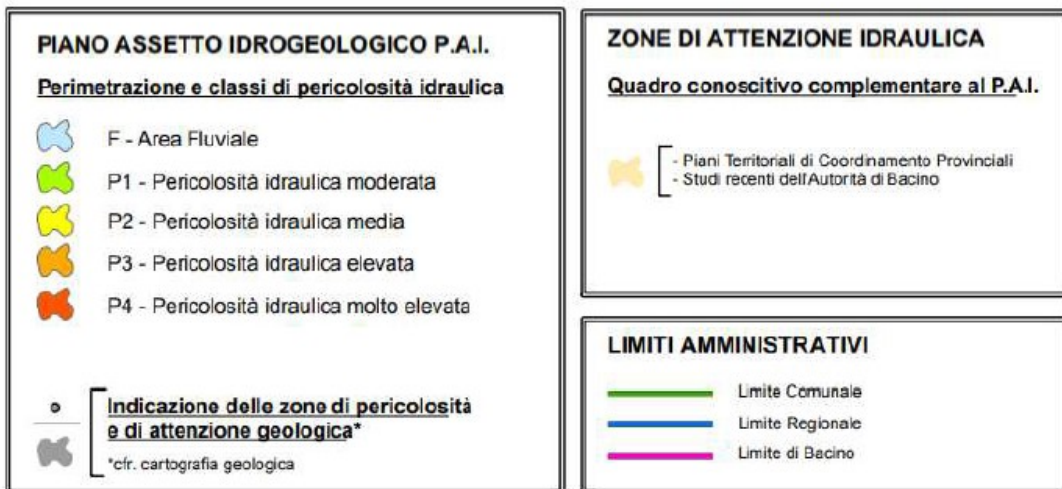 PIANO ASSETTO IDROGEOLOGICO P.A.I.
Perimetrazione e classi di pericolosità idraulica
F - Area Fluviale
P1 - Pericolosità idraulica moderata
P2 - Pericolosità idraulica media
P3 - Pericolosità idraulica elevata
P4 - Pericolosità idraulica molto elevata
Indicazione delle zone di pericolosità
e di attenzione geologica*
*cfr. cartografia geologica
ZONE DI ATTENZIONE IDRAULICA
Quadro conoscitivo complementare al P.A.I.
- Piani Territoriali di Coordinamento Provinciali
- Studi recenti dell'Autorità di Bacino
LIMITI AMMINISTRATIVI
Limite Comunale
Limite Regionale
Limite di Bacino